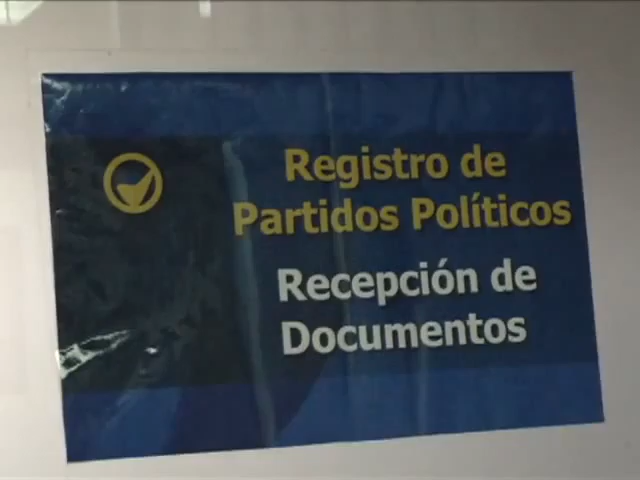 Registro de
Partidos Políticos
Recepción de
Documentos